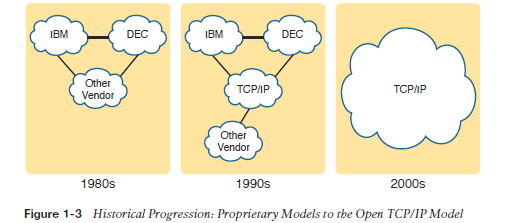 IBM
DEC
Other
Vendor
IBM
DEC
TCP/IP
Other
Vendor
TCP/IP
1980s
1990s
2000s
Figure 1-3 Historical Progression: Proprietary Models to the Open TCP/IP Model